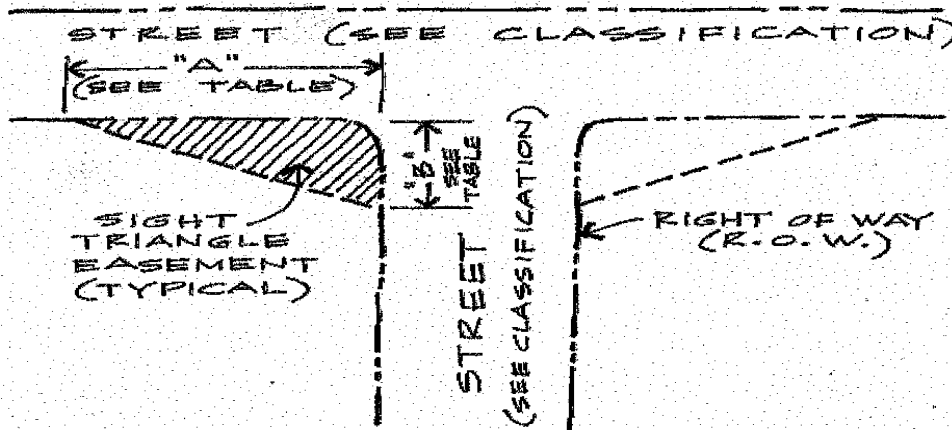 STREET (SEE CLASSIFICATION)
"A"
(SEE TABLE)
"B"
SEE
TABLE
SIGHT
TRIANGLE
EASEMENT
(TYPICAL)
STREET
(SEE CLASSIFICATION)
RIGHT OF WAY
(R.O.W.)